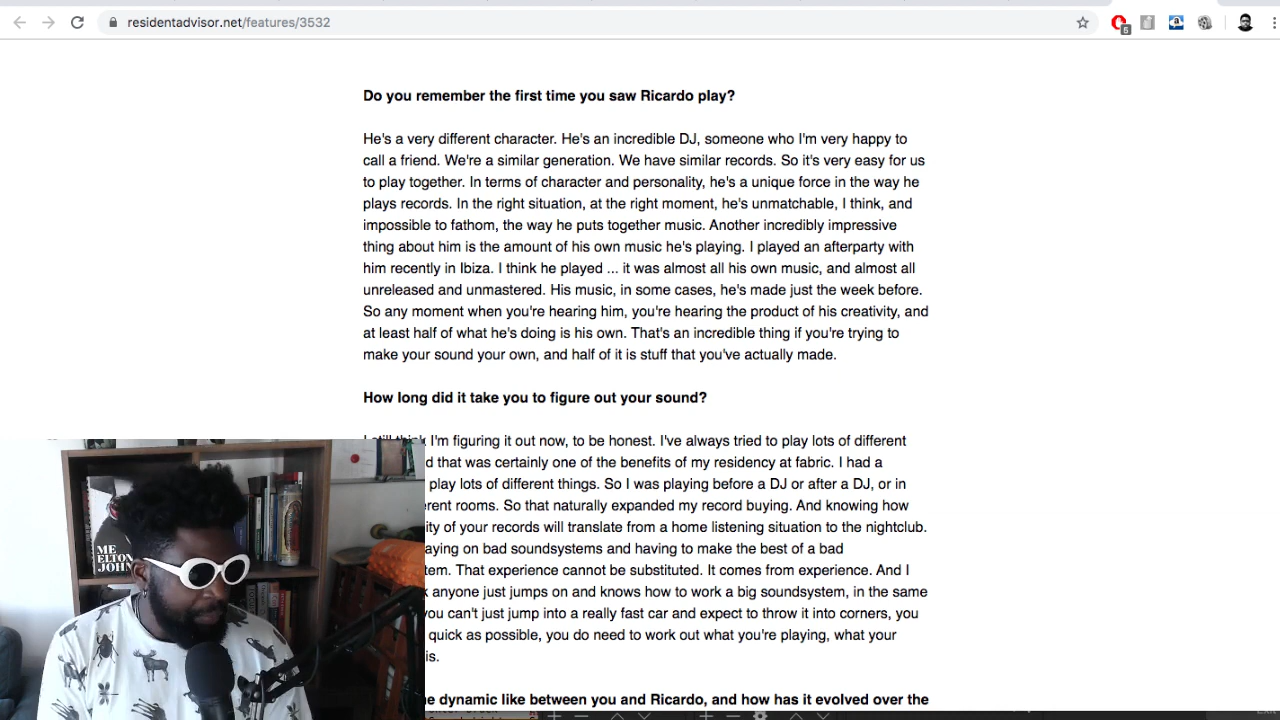 residentadvisor.net/features/3532
5
Do you remember the first time you saw Ricardo play?
He's a very different character. He's an incredible DJ, someone who I'm very happy to
call a friend. We're a similar generation. We have similar records. So it's very easy for us
to play together. In terms of character and personality, he's a unique force in the way he
plays records. In the right situation, at the right moment, he's unmatchable, I think, and
impossible to fathom, the way he puts together music. Another incredibly impressive
thing about him is the amount of his own music he's playing. I played an afterparty with
him recently in Ibiza. I think he played ... it was almost all his own music, and almost all
unreleased and unmastered. His music, in some cases, he's made just the week before.
So any moment when you're hearing him, you're hearing the product of his creativity, and
at least half of what he's doing is his own. That's an incredible thing if you're trying to
make your sound your own, and half of it is stuff that you've actually made.
How long did it take you to figure out your sound?
I still think I'm figuring it out now, to be honest. I've always tried to play lots of different
d that was certainly one of the benefits of my residency at fabric. I had a
play lots of different things. So I was playing before a DJ or after a DJ, or in
erent rooms. So that naturally expanded my record buying. And knowing how
ity of your records will translate from a home listening situation to the nightclub.
aying on bad soundsystems and having to make the best of a bad
tem. That experience cannot be substituted. It comes from experience. And I
anyone just jumps on and knows how to work a big soundsystem, in the same
you can't just jump into a really fast car and expect to throw it into corners, you
quick as possible, you do need to work out what you're playing, what your
is.
e dynamic like between you and Ricardo, and how has it evolved over the
ME
ELTON
JOHN